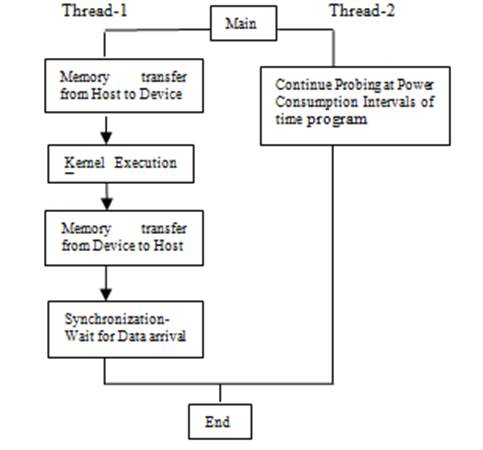 Thread-1
Main
Thread-2
Memory transfer
from Host to Device
Continue Probing at Power
Consumption Intervals of
time program
Kernel Execution
Memory transfer
from Device to Host
Synchronization-
Wait for Data arrival
End